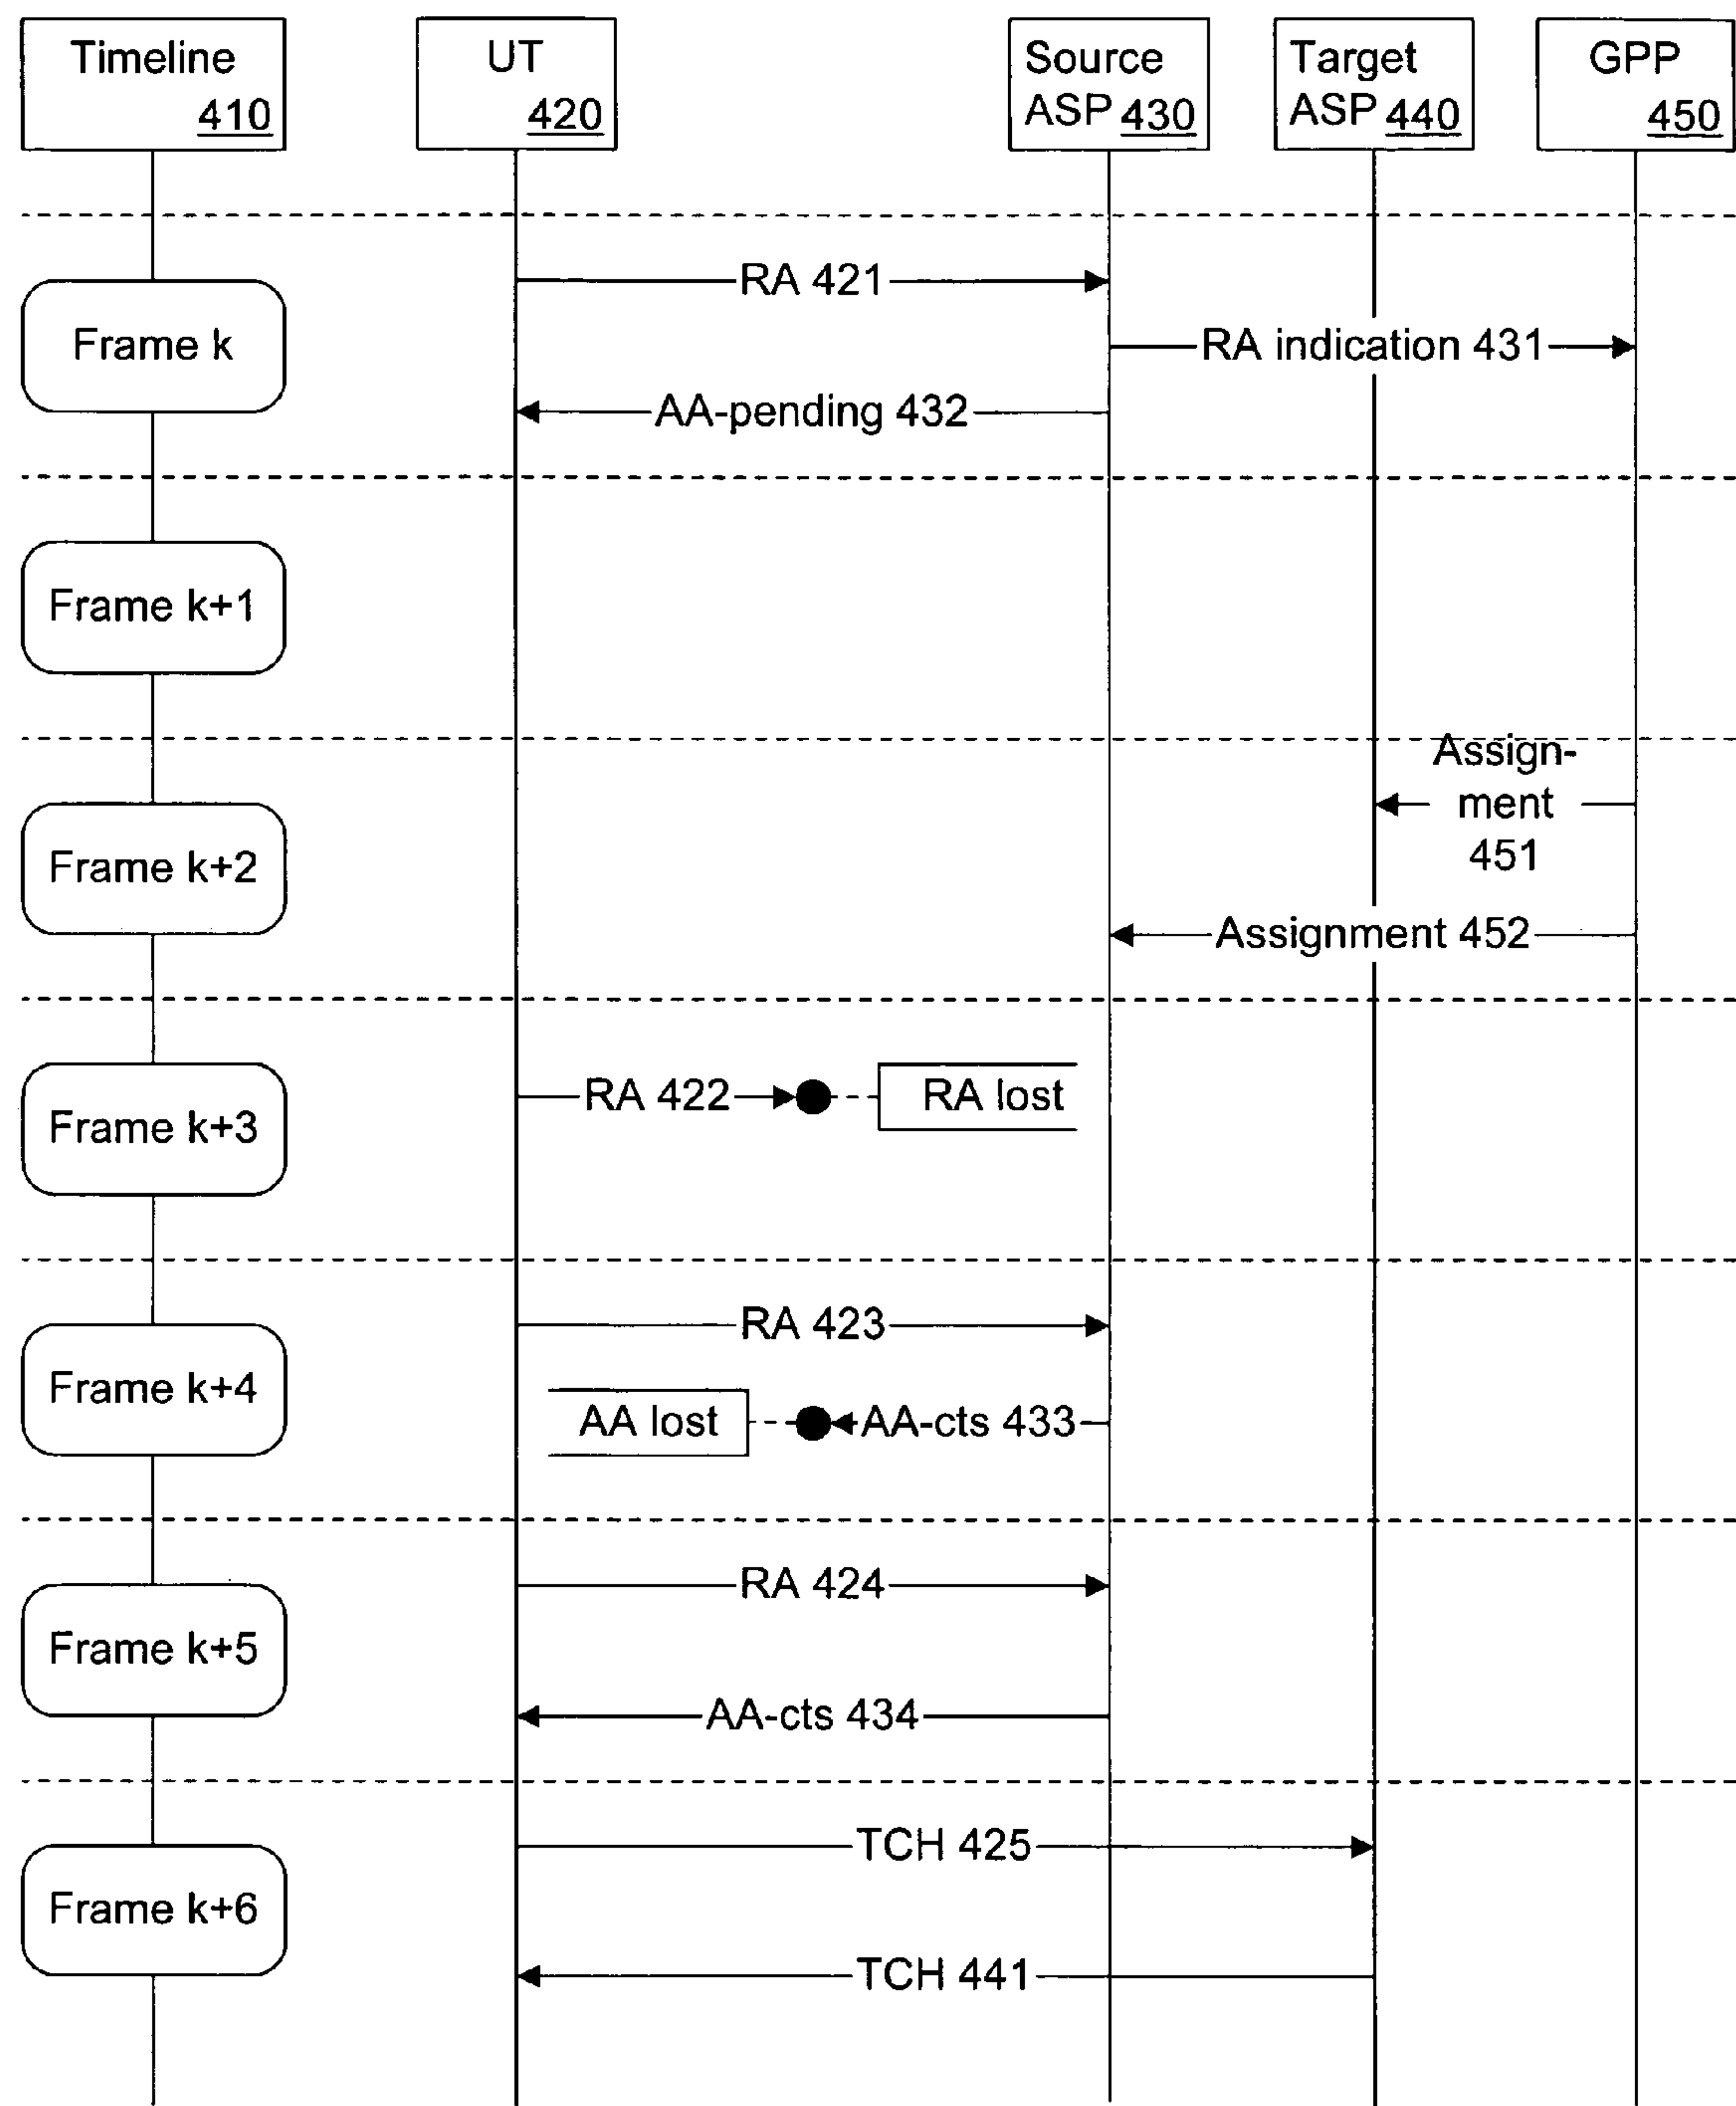 Timeline
410
UT
420
Source
ASP 430
Target
ASP 440
GPP
450
RA 421
Frame k
RA indication 431
AA-pending 432
Frame k+1
Assign-
ment
451
Frame k+2
Assignment 452
RA 422
RA lost
Frame k+3
RA 423
Frame k+4
AA lost
AA-cts 433
RA 424
Frame k+5
AA-cts 434
TCH 425
Frame k+6
TCH 441